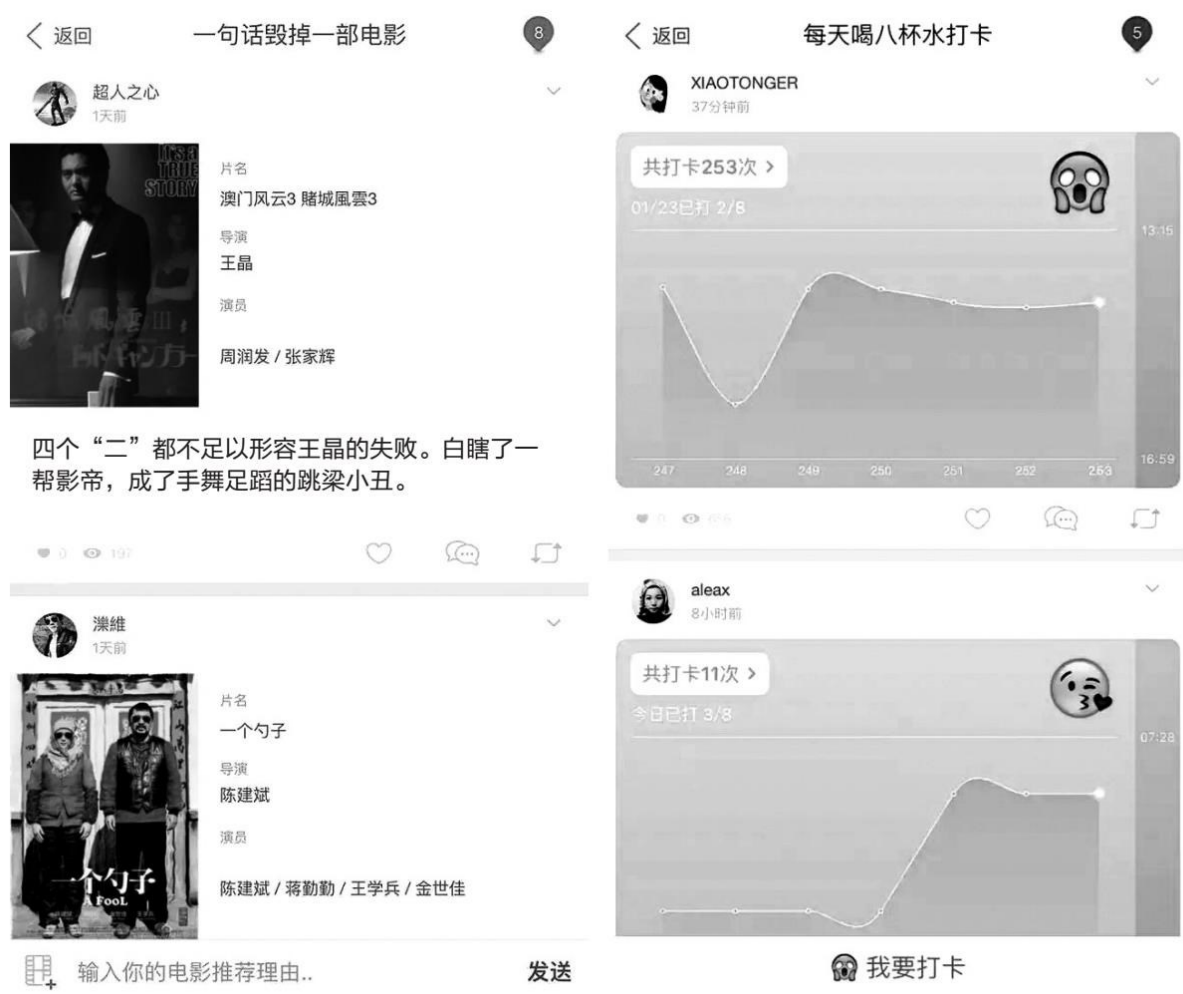 返回
一句话毁掉一部电影
8
超人之心
1天前
It's a
TRUE
STORY
片名
澳门风云3 賭城風雲3
导演
王晶
演员
周润发 / 张家辉
四个“二”都不足以形容王晶的失败。白瞎了一
帮影帝，成了手舞足蹈的跳梁小丑。
0
197
1天前
片名
一个勺子
导演
陈建斌
演员
陈建斌 / 蒋勤勤 / 王学兵 / 金世佳
一个勺子
A FooL
输入你的电影推荐理由..
发送
返回
每天喝八杯水打卡
5
XIAOTONGER
37分钟前
共打卡253次 >
01/23已打 2/8
13:15
16:59
247 248 249 250 251 252 253
0
aleax
8小时前
共打卡11次 >
今日已打 3/8
07:28
我要打卡